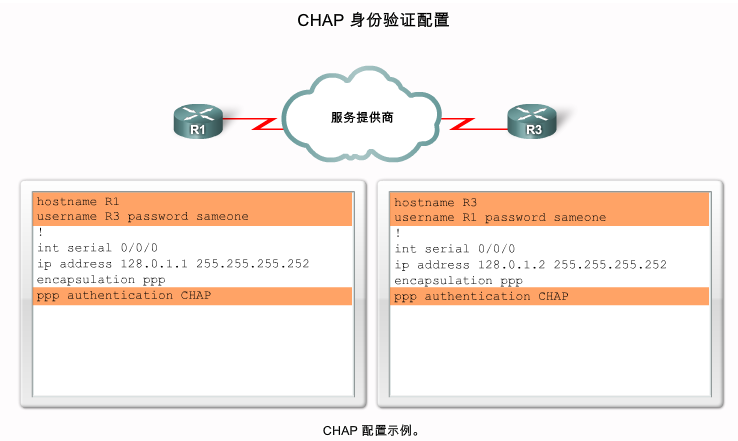 CHAP 身份验证配置
服务提供商
R1
R3
hostname R1
username R3 password sameone
!
int serial 0/0/0
ip address 128.0.1.1 255.255.255.252
encapsulation ppp
ppp authentication CHAP
hostname R3
username R1 password sameone
!
int serial 0/0/0
ip address 128.0.1.2 255.255.255.252
encapsulation ppp
ppp authentication CHAP
CHAP 配置示例。